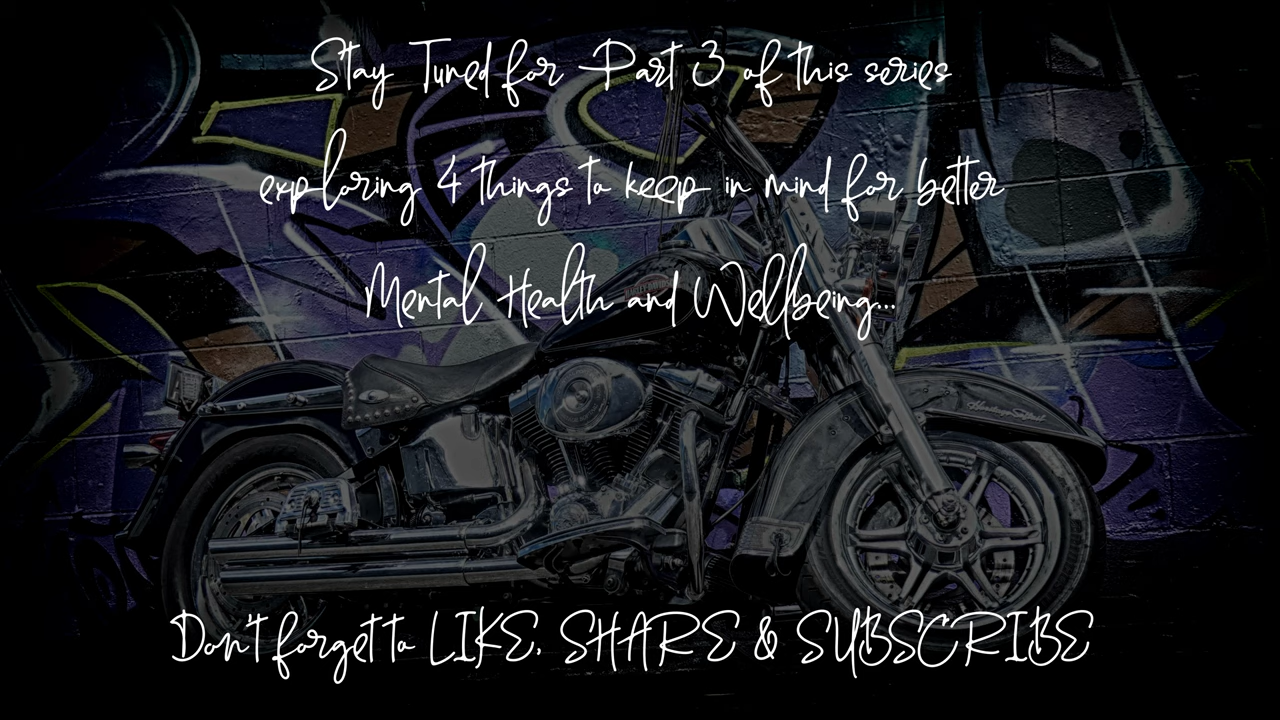 Stay Tuned for Part 3 of this series
exploring 4 things to keep in mind for better
Mental Health and Wellbeing...
Don't forget to LIKE, SHARE & SUBSCRIBE